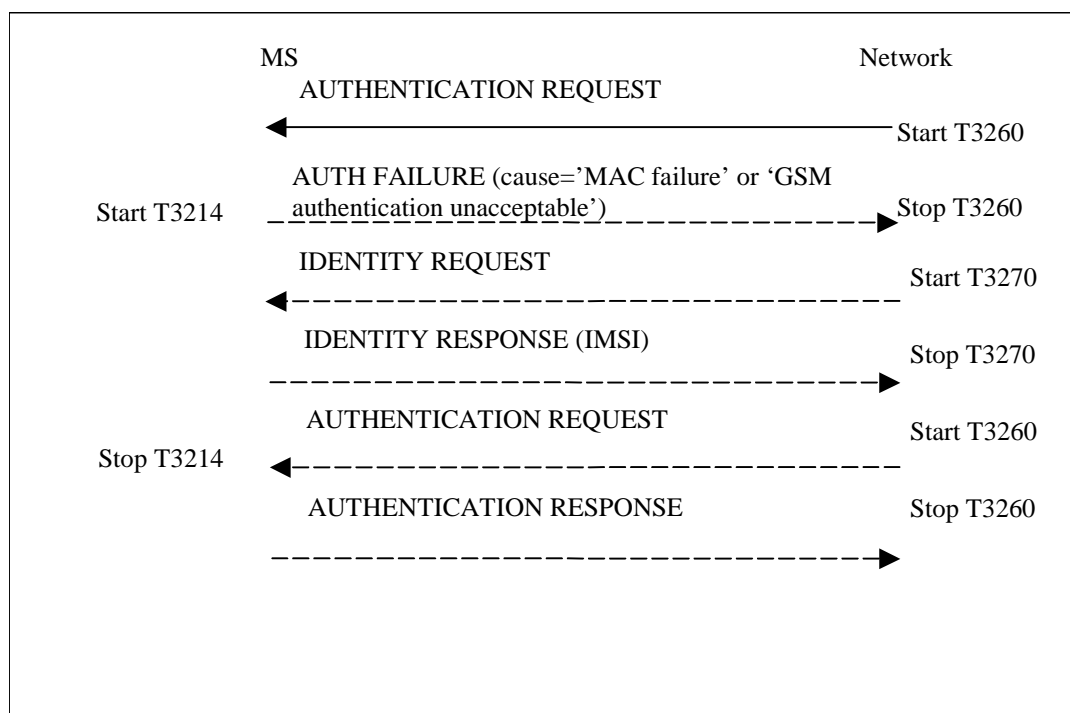 MS Network
AUTHENTICATION REQUEST
Start T3260
AUTH FAILURE (cause=’MAC failure’ or ‘GSM
authentication unacceptable’)
Start T3214
Stop T3260
IDENTITY REQUEST
Start T3270
IDENTITY RESPONSE (IMSI)
Stop T3270
AUTHENTICATION REQUEST
Start T3260
Stop T3214
AUTHENTICATION RESPONSE
Stop T3260